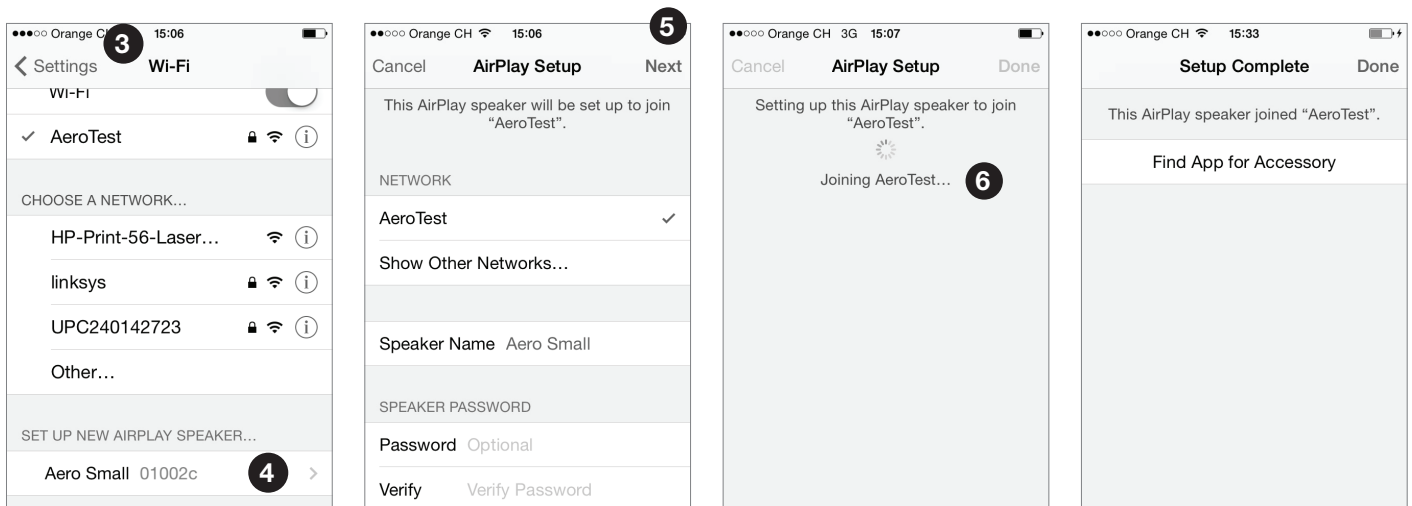 ●●●○○ Orange C 15:06
3
Settings Wi-Fi
Wi-Fi
AeroTest
CHOOSE A NETWORK...
HP-Print-56-Laser...
linksys
UPC240142723
Other...
SET UP NEW AIRPLAY SPEAKER...
Aero Small 01002c 4
●●○○○ Orange CH 15:06
5
Cancel AirPlay Setup Next
This AirPlay speaker will be set up to join
“AeroTest”.
NETWORK
AeroTest
Show Other Networks...
Speaker Name Aero Small
SPEAKER PASSWORD
Password Optional
Verify Verify Password
●●○○○ Orange CH 3G 15:07
Cancel AirPlay Setup Done
Setting up this AirPlay speaker to join
“AeroTest”.
Joining AeroTest... 6
●●○○○ Orange CH 15:33
Setup Complete Done
This AirPlay speaker joined “AeroTest”.
Find App for Accessory